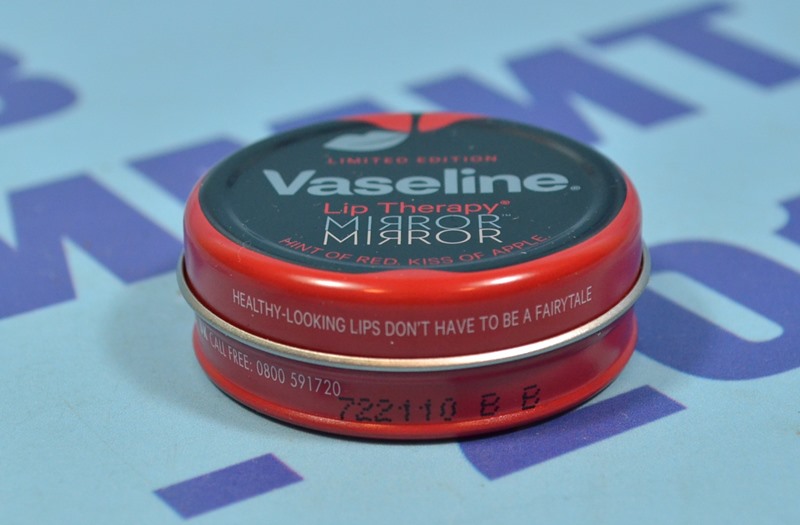 LIMITED EDITION
Vaseline®
Lip Therapy®
MIRROR™
MIRROR
HINT OF RED. KISS OF APPLE.
HEALTHY-LOOKING LIPS DON'T HAVE TO BE A FAIRYTALE
CALL FREE: 0800 591720
722110 B B